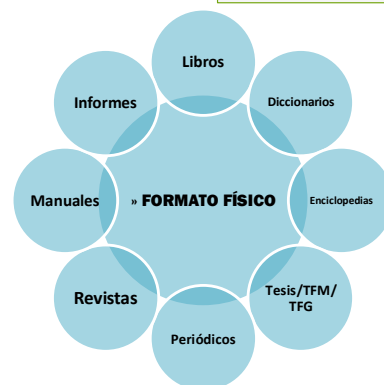 Libros
Informes
Diccionarios
Manuales
» FORMATO FÍSICO
Enciclopedias
Revistas
Tesis/TFM/
TFG
Periódicos